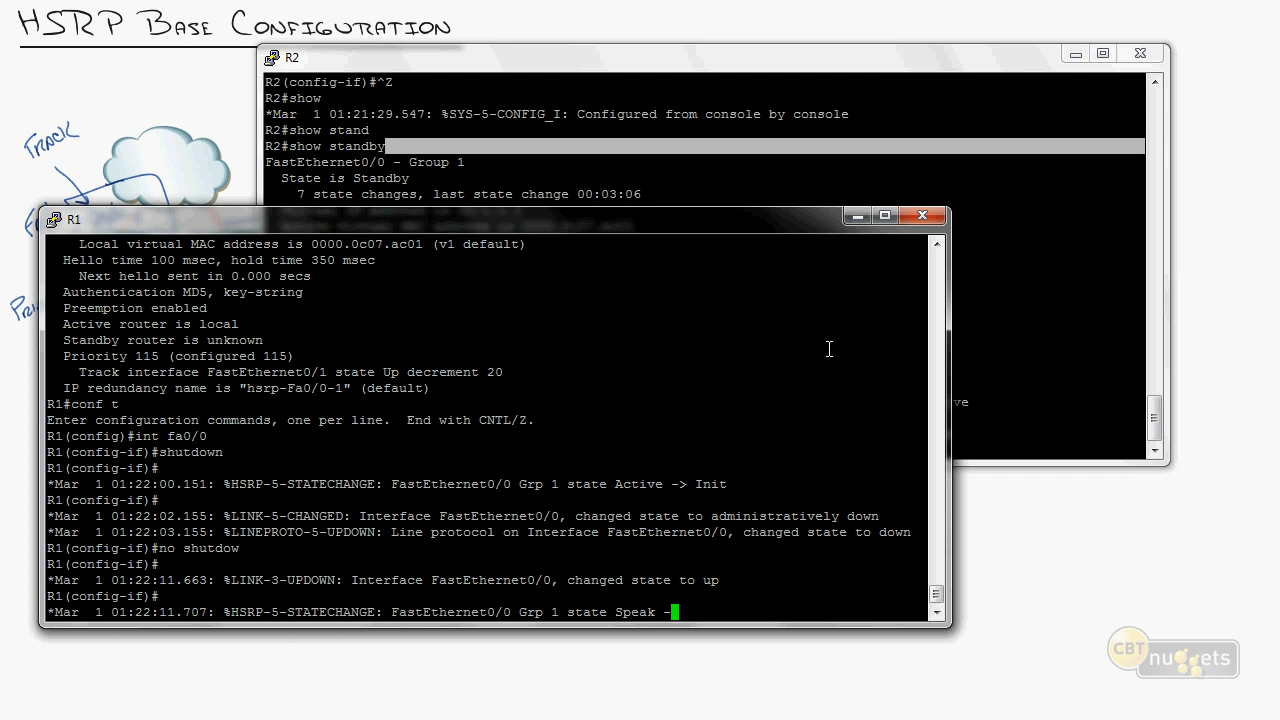 HSRP BASE CONFIGURATION
TRACK
R2
R2(config-if)#^Z
R2#show
*Mar  1 01:21:29.547: %SYS-5-CONFIG_I: Configured from console by console
R2#show stand
R2#show standby
FastEthernet0/0 - Group 1
  State is Standby
    7 state changes, last state change 00:03:06
ve
R1
    Local virtual MAC address is 0000.0c07.ac01 (v1 default)
  Hello time 100 msec, hold time 350 msec
    Next hello sent in 0.000 secs
  Authentication MD5, key-string
  Preemption enabled
  Active router is local
  Standby router is unknown
  Priority 115 (configured 115)
    Track interface FastEthernet0/1 state Up decrement 20
  IP redundancy name is "hsrp-Fa0/0-1" (default)
R1#conf t
Enter configuration commands, one per line.  End with CNTL/Z.
R1(config)#int fa0/0
R1(config-if)#shutdown
R1(config-if)#
*Mar  1 01:22:00.151: %HSRP-5-STATECHANGE: FastEthernet0/0 Grp 1 state Active -> Init
R1(config-if)#
*Mar  1 01:22:02.155: %LINK-5-CHANGED: Interface FastEthernet0/0, changed state to administratively down
*Mar  1 01:22:03.155: %LINEPROTO-5-UPDOWN: Line protocol on Interface FastEthernet0/0, changed state to down
R1(config-if)#no shutdow
R1(config-if)#
*Mar  1 01:22:11.663: %LINK-3-UPDOWN: Interface FastEthernet0/0, changed state to up
R1(config-if)#
*Mar  1 01:22:11.707: %HSRP-5-STATECHANGE: FastEthernet0/0 Grp 1 state Speak -
CBT nuggets